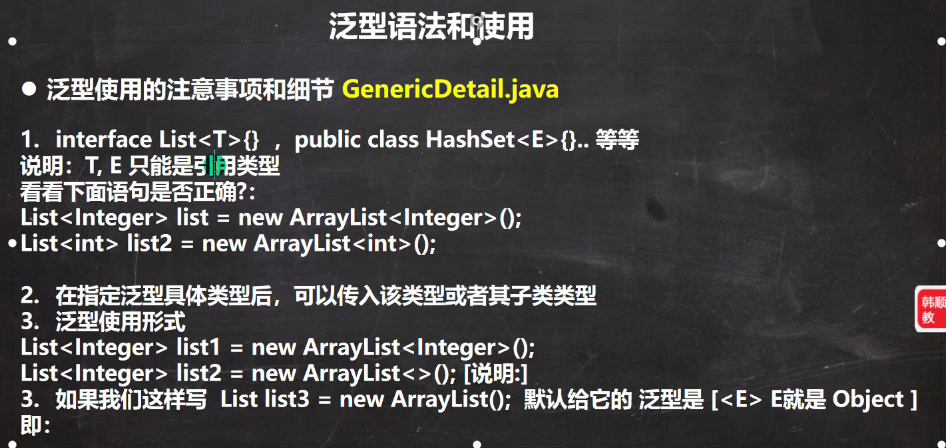 泛型语法和使用
● 泛型使用的注意事项和细节 GenericDetail.java
1. interface List<T>{} , public class HashSet<E>{}.. 等等
说明：T, E 只能是引用类型
看看下面语句是否正确?：
List<Integer> list = new ArrayList<Integer>();
List<int> list2 = new ArrayList<int>();
2. 在指定泛型具体类型后，可以传入该类型或者其子类类型
3. 泛型使用形式
List<Integer> list1 = new ArrayList<Integer>();
List<Integer> list2 = new ArrayList<>(); [说明:]
3. 如果我们这样写 List list3 = new ArrayList(); 默认给它的 泛型是 [<E> E就是 Object ]
即：
韩顺
教